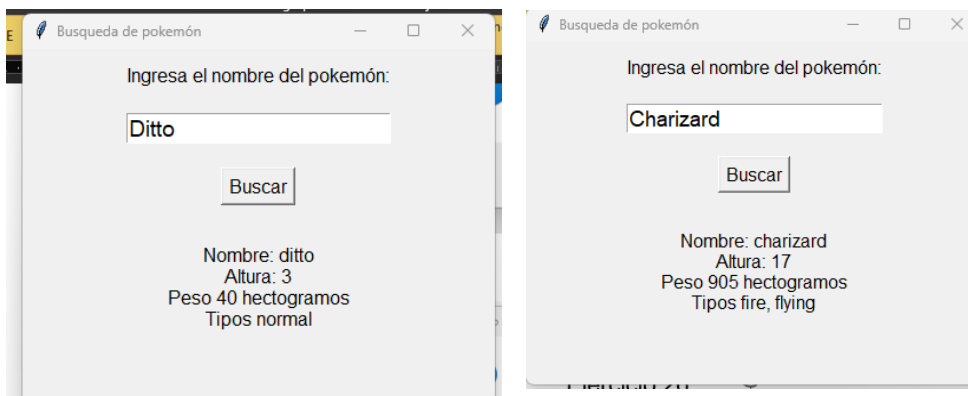 Busqueda de pokemón
Ingresa el nombre del pokemón:
Ditto
Buscar
Nombre: ditto
Altura: 3
Peso 40 hectogramos
Tipos normal
Busqueda de pokemón
Ingresa el nombre del pokemón:
Charizard
Buscar
Nombre: charizard
Altura: 17
Peso 905 hectogramos
Tipos fire, flying